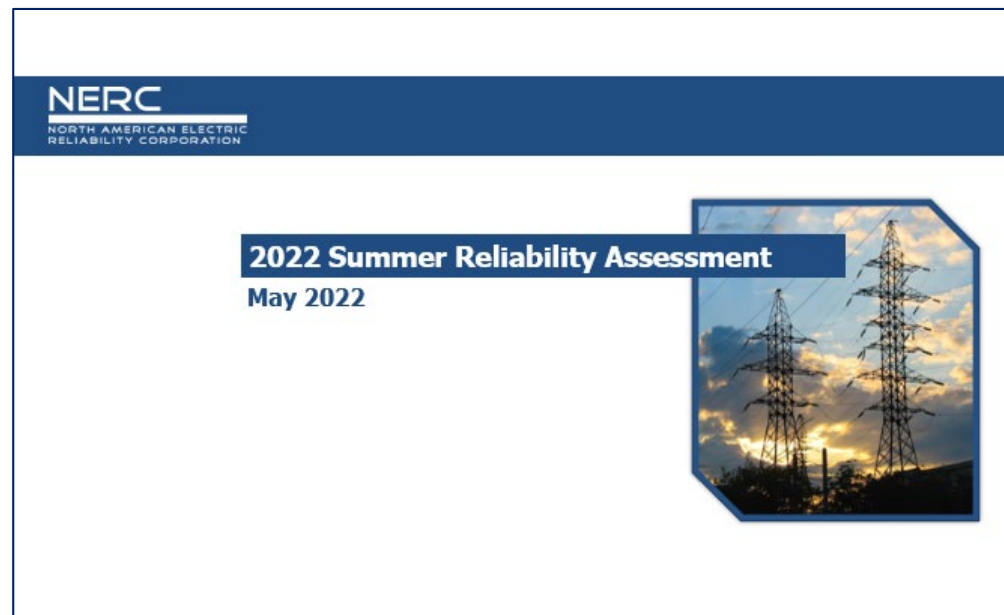 NERC
NORTH AMERICAN ELECTRIC
RELIABILITY CORPORATION
2022 Summer Reliability Assessment
May 2022